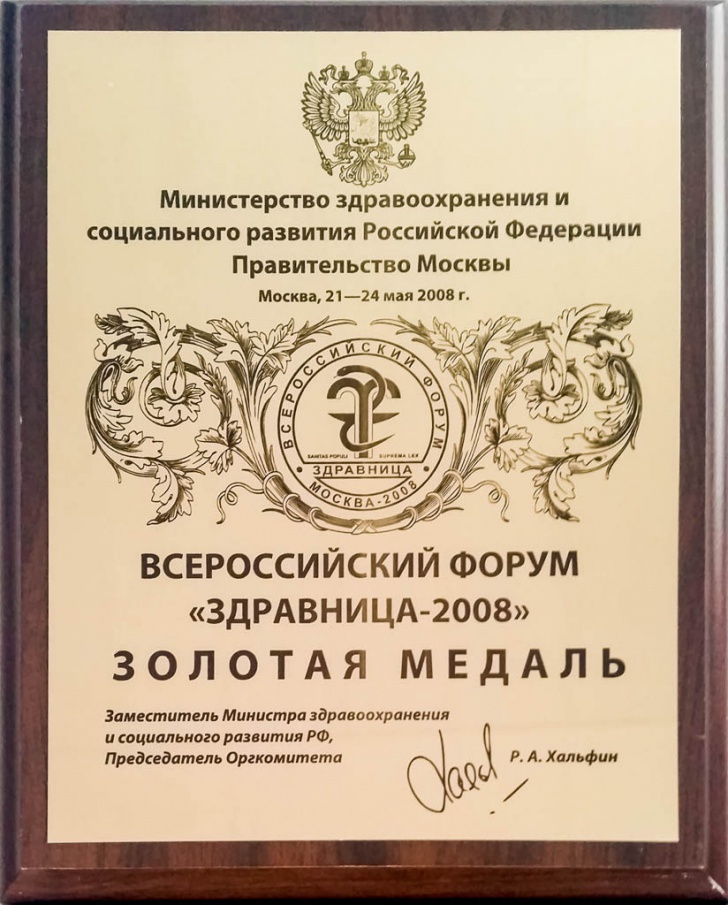 Министерство здравоохранения и
социального развития Российской Федерации
Правительство Москвы
Москва, 21—24 мая 2008 г.
ВСЕРОССИЙСКИЙ ФОРУМ
SANITAS POPULI SUPREMA LEX
• ЗДРАВНИЦА •
МОСКВА-2008
ВСЕРОССИЙСКИЙ ФОРУМ
«ЗДРАВНИЦА-2008»
ЗОЛОТАЯ МЕДАЛЬ
Заместитель Министра здравоохранения
и социального развития РФ,
Председатель Оргкомитета
Р. А. Хальфин